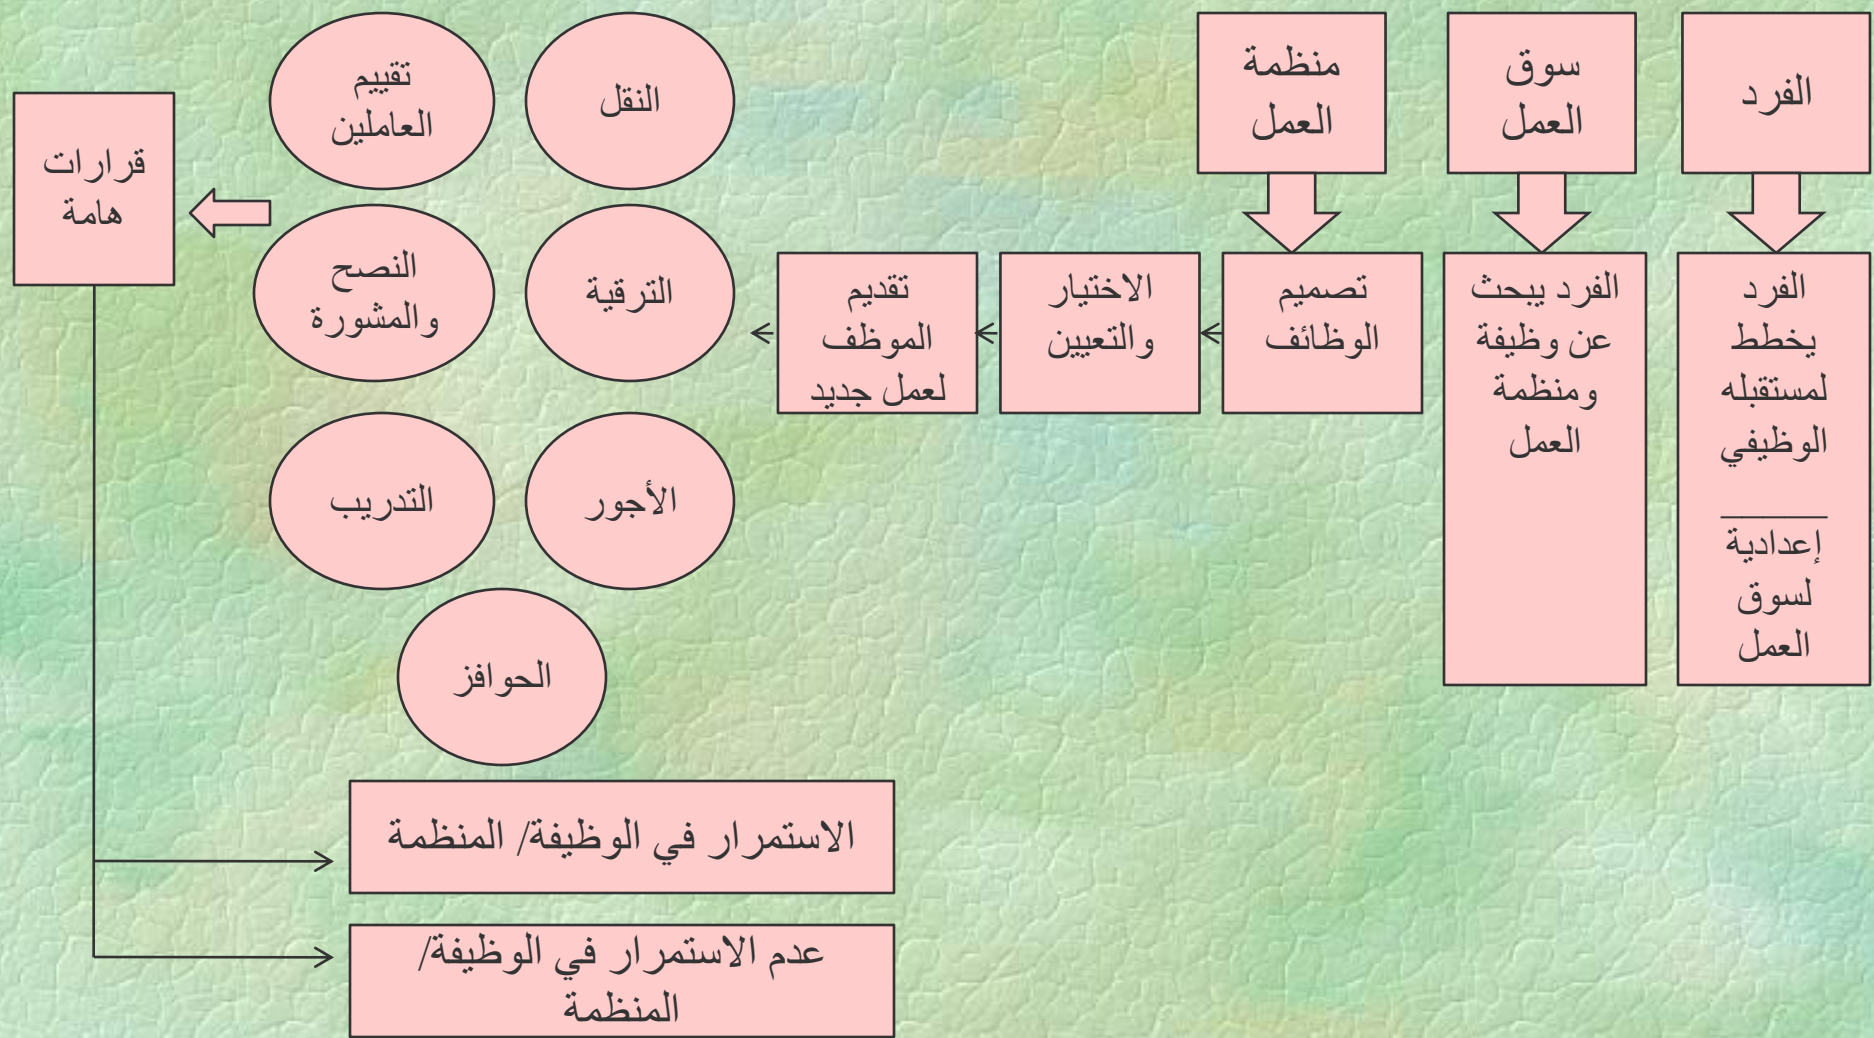 الفرد
سوق
العمل
منظمة
العمل
الفرد
يخطط
لمستقبله
الوظيفي
إعدادية
لسوق
العمل
الفرد يبحث
عن وظيفة
ومنظمة
العمل
تصميم
الوظائف
الاختيار
والتعيين
تقديم
الموظف
لعمل جديد
النقل
تقييم
العاملين
الترقية
النصح
والمشورة
الأجور
التدريب
الحوافز
قرارات
هامة
الاستمرار في الوظيفة/ المنظمة
عدم الاستمرار في الوظيفة/
المنظمة